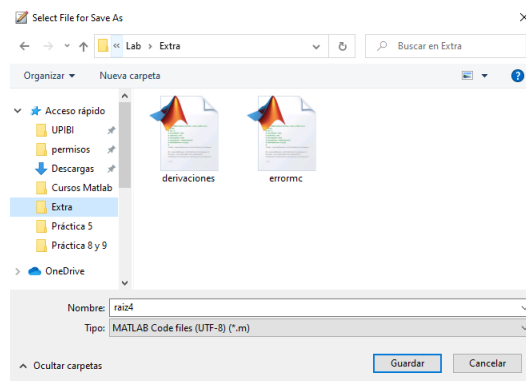 Select File for Save As
« Lab › Extra
Buscar en Extra
Organizar
Nueva carpeta
Acceso rápido
UPIBI
permisos
Descargas
Cursos Matlab
Extra
Práctica 5
Práctica 8 y 9
OneDrive
derivaciones
errormc
Nombre: raiz4
Tipo: MATLAB Code files (UTF-8) (*.m)
Ocultar carpetas
Guardar
Cancelar